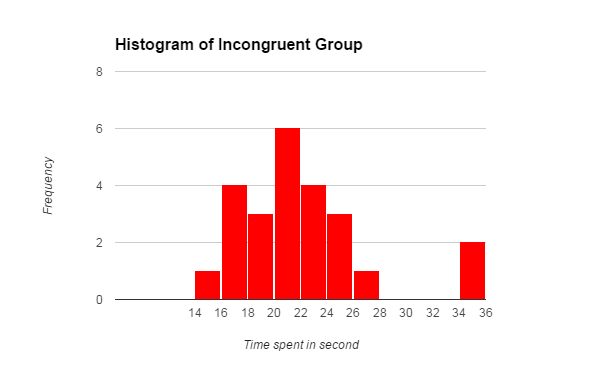 Histogram of Incongruent Group
8
6
4
2
0
Frequency
14 16 18 20 22 24 26 28 30 32 34 36
Time spent in second